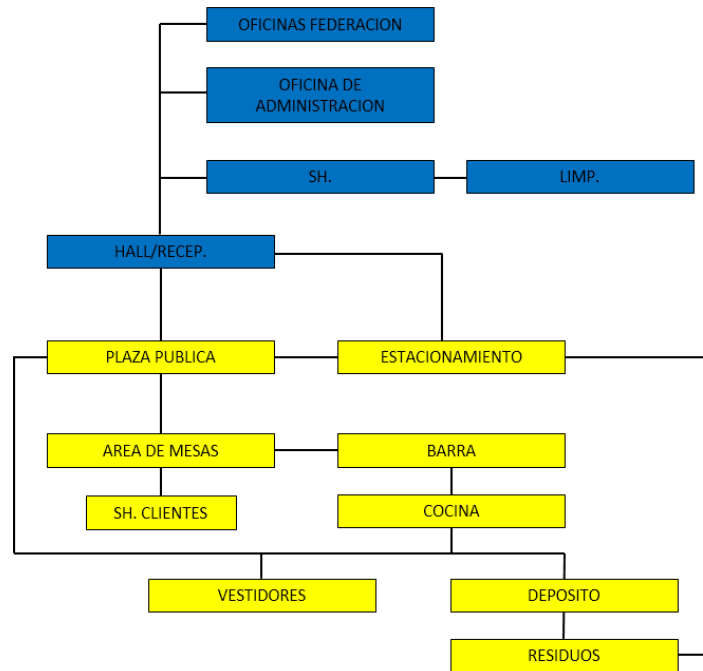 OFICINAS FEDERACION
OFICINA DE
ADMINISTRACION
SH.
LIMP.
HALL/RECEP.
PLAZA PUBLICA
ESTACIONAMIENTO
AREA DE MESAS
BARRA
SH. CLIENTES
COCINA
VESTIDORES
DEPOSITO
RESIDUOS